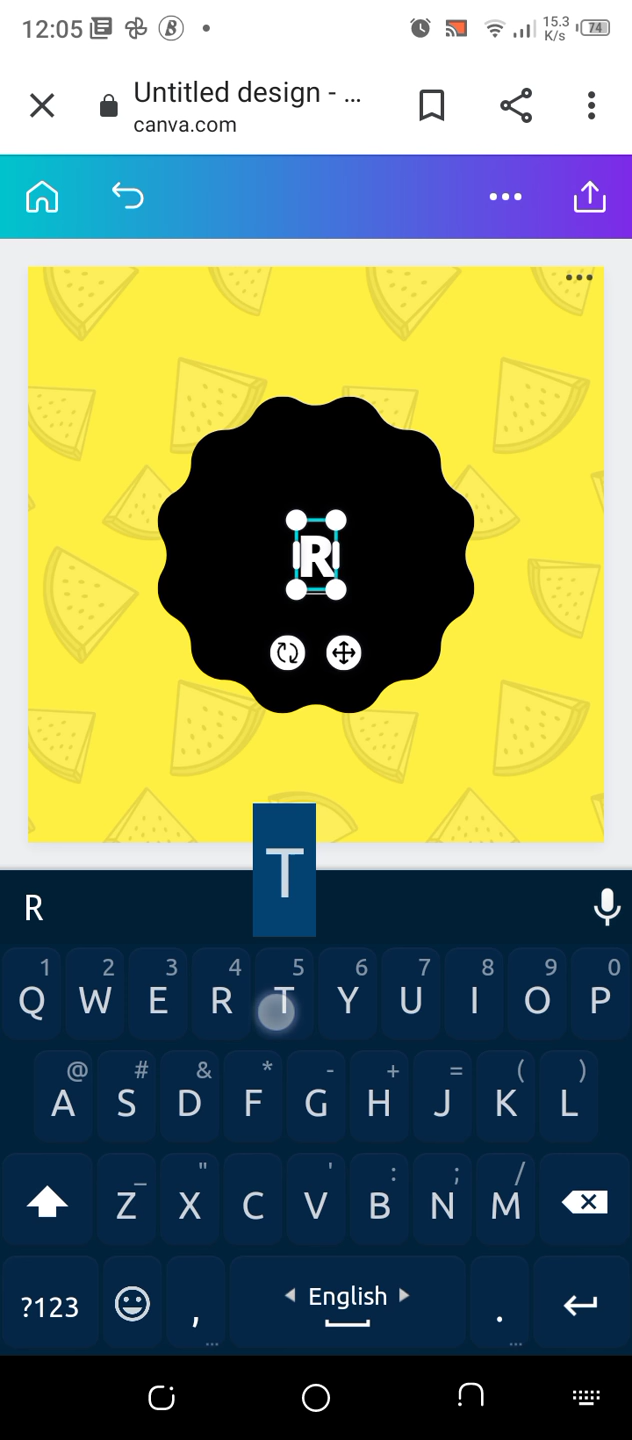 12:05
15.3
K/s
74
Untitled design - ...
canva.com
R
T
R
1 2 3 4 5 6 7 8 9 0
Q W E R T Y U I O P
@ # & * - + = ( )
A S D F G H J K L
_ " ' : ; /
Z X C V B N M
?123 , English .